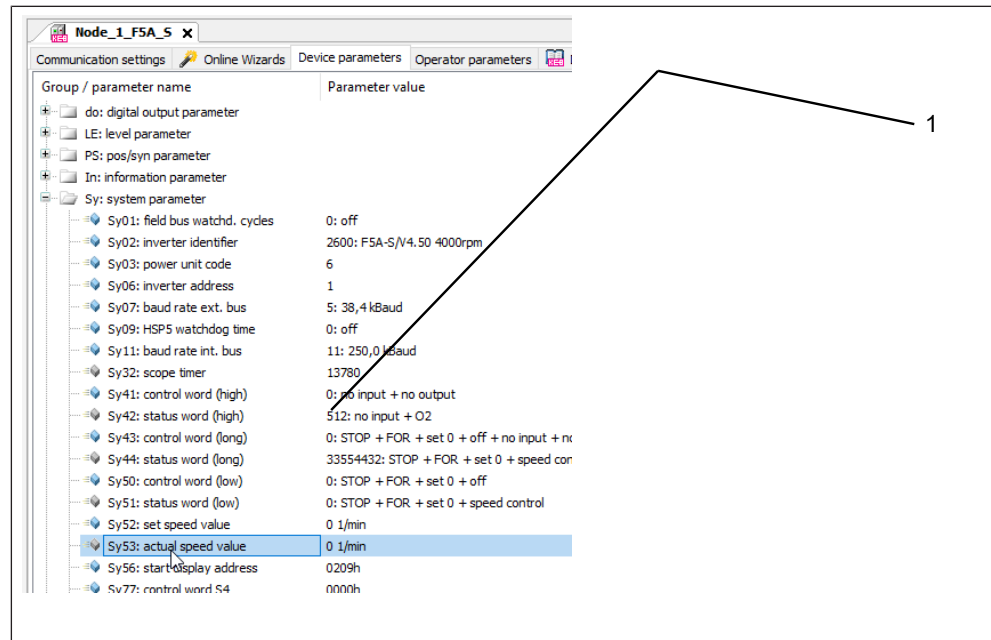 Node_1_F5A_S X
Communication settings Online Wizards Device parameters Operator parameters KEB
Group / parameter name Parameter value
do: digital output parameter
LE: level parameter
PS: pos/syn parameter
In: information parameter
Sy: system parameter
Sy01: field bus watchd. cycles 0: off
Sy02: inverter identifier 2600: F5A-S/V4.50 4000rpm
Sy03: power unit code 6
Sy06: inverter address 1
Sy07: baud rate ext. bus 5: 38,4 kBaud
Sy09: HSP5 watchdog time 0: off
Sy11: baud rate int. bus 11: 250,0 kBaud
Sy32: scope timer 13780
Sy41: control word (high) 0: no input + no output
Sy42: status word (high) 512: no input + O2
Sy43: control word (long) 0: STOP + FOR + set 0 + off + no input + no
Sy44: status word (long) 33554432: STOP + FOR + set 0 + speed con
Sy50: control word (low) 0: STOP + FOR + set 0 + off
Sy51: status word (low) 0: STOP + FOR + set 0 + speed control
Sy52: set speed value 0 1/min
Sy53: actual speed value 0 1/min
Sy56: start display address 0209h
Sy77: control word S4 0000h
1